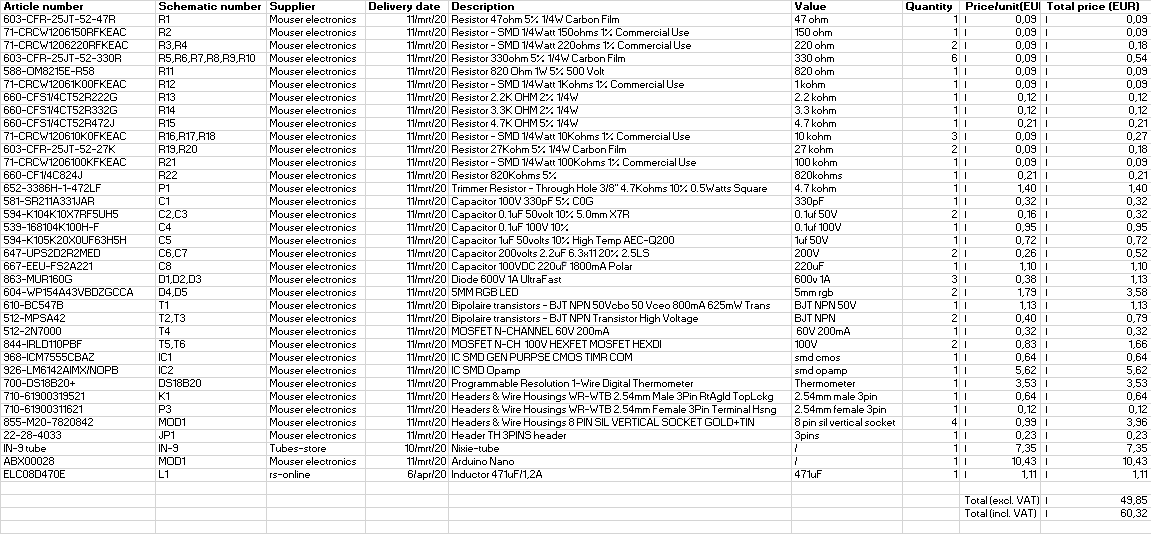 Article number Schematic number Supplier Delivery date Description Value Quantity Price/unit(EUI Total price (EUR)
603-CFR-25JT-52-47R R1 Mouser electronics 11/mrt/20 Resistor 47ohm 5% 1/4W Carbon Film 47 ohm 1 0,09 0,09
71-CRCW1206150RFKEAC R2 Mouser electronics 11/mrt/20 Resistor - SMD 1/4Watt 150ohms 1% Commercial Use 150 ohm 1 0,09 0,09
71-CRCW1206220RFKEAC R3,R4 Mouser electronics 11/mrt/20 Resistor - SMD 1/4Watt 220ohms 1% Commercial Use 220 ohm 2 0,09 0,18
603-CFR-25JT-52-330R R5,R6,R7,R8,R9,R10 Mouser electronics 11/mrt/20 Resistor 330ohm 5% 1/4W Carbon Film 330 ohm 6 0,09 0,54
588-OM8215E-R58 R11 Mouser electronics 11/mrt/20 Resistor 820 Ohm 1W 5% 500 Volt 820 ohm 1 0,09 0,09
71-CRCW12061K00FKEAC R12 Mouser electronics 11/mrt/20 Resistor - SMD 1/4Watt 1Kohms 1% Commercial Use 1 kohm 1 0,09 0,09
660-CFS1/4CT52R222G R13 Mouser electronics 11/mrt/20 Resistor 2.2K OHM 2% 1/4W 2.2 kohm 1 0,12 0,12
660-CFS1/4CT52R332G R14 Mouser electronics 11/mrt/20 Resistor 3.3K OHM 2% 1/4W 3.3 kohm 1 0,12 0,12
660-CFS1/4CT52R472J R15 Mouser electronics 11/mrt/20 Resistor 4.7K OHM 5% 1/4W 4.7 kohm 1 0,21 0,21
71-CRCW120610K0FKEAC R16,R17,R18 Mouser electronics 11/mrt/20 Resistor - SMD 1/4Watt 10Kohms 1% Commercial Use 10 kohm 3 0,09 0,27
603-CFR-25JT-52-27K R19,R20 Mouser electronics 11/mrt/20 Resistor 27Kohm 5% 1/4W Carbon Film 27 kohm 2 0,09 0,18
71-CRCW1206100KFKEAC R21 Mouser electronics 11/mrt/20 Resistor - SMD 1/4Watt 100Kohms 1% Commercial Use 100 kohm 1 0,09 0,09
660-CF1/4C824J R22 Mouser electronics 11/mrt/20 Resistor 820Kohms 5% 820kohms 1 0,21 0,21
652-3386H-1-472LF P1 Mouser electronics 11/mrt/20 Trimmer Resistor - Through Hole 3/8" 4.7Kohms 10% 0.5Watts Square 4.7 kohm 1 1,40 1,40
581-SR211A331JAR C1 Mouser electronics 11/mrt/20 Capacitor 100V 330pF 5% C0G 330pF 1 0,32 0,32
594-K104K10X7RF5UH5 C2,C3 Mouser electronics 11/mrt/20 Capacitor 0.1uF 50volt 10% 5.0mm X7R 0.1uf 50V 2 0,16 0,32
539-168104K100H-F C4 Mouser electronics 11/mrt/20 Capacitor 0.1uF 100V 10% 0.1uf 100V 1 0,95 0,95
594-K105K20X0UF63H5H C5 Mouser electronics 11/mrt/20 Capacitor 1uF 50volts 10% High Temp AEC-Q200 1uf 50V 1 0,72 0,72
647-UPS2D2R2MED C6,C7 Mouser electronics 11/mrt/20 Capacitor 200volts 2.2uF 6.3x11 20% 2.5LS 200V 2 0,26 0,52
667-EEU-FS2A221 C8 Mouser electronics 11/mrt/20 Capacitor 100VDC 220uF 1800mA Polar 220uF 1 1,10 1,10
863-MUR160G D1,D2,D3 Mouser electronics 11/mrt/20 Diode 600V 1A UltraFast 600v 1A 3 0,38 1,13
604-WP154A43VBDZGCCA D4,D5 Mouser electronics 11/mrt/20 5MM RGB LED 5mm rgb 2 1,79 3,58
610-BC547B T1 Mouser electronics 11/mrt/20 Bipolaire transistors - BJT NPN 50Vcbo 50 Vceo 800mA 625mW Trans BJT NPN 50V 1 1,13 1,13
512-MPSA42 T2,T3 Mouser electronics 11/mrt/20 Bipolaire transistors - BJT NPN Transistor High Voltage BJT NPN 2 0,40 0,79
512-2N7000 T4 Mouser electronics 11/mrt/20 MOSFET N-CHANNEL 60V 200mA 60V 200mA 1 0,32 0,32
844-IRLD110PBF T5,T6 Mouser electronics 11/mrt/20 MOSFET N-CH 100V HEXFET MOSFET HEXDI 100V 2 0,83 1,66
968-ICM7555CBAZ IC1 Mouser electronics 11/mrt/20 IC SMD GEN PURPSE CMOS TIMR COM smd cmos 1 0,64 0,64
926-LM6142AIMX/NOPB IC2 Mouser electronics 11/mrt/20 IC SMD Opamp smd opamp 1 5,62 5,62
700-DS18B20+ DS18B20 Mouser electronics 11/mrt/20 Programmable Resolution 1-Wire Digital Thermometer Thermometer 1 3,53 3,53
710-61900319521 K1 Mouser electronics 11/mrt/20 Headers & Wire Housings WR-WTB 2.54mm Male 3Pin RtAgld TopLckg 2.54mm male 3pin 1 0,64 0,64
710-61900311621 P3 Mouser electronics 11/mrt/20 Headers & Wire Housings WR-WTB 2.54mm Female 3Pin Terminal Hsng 2.54mm female 3pin 1 0,12 0,12
855-M20-7820842 MOD1 Mouser electronics 11/mrt/20 Headers & Wire Housings 8 PIN SIL VERTICAL SOCKET GOLD+TIN 8 pin sil vertical socket 4 0,99 3,96
22-28-4033 JP1 Mouser electronics 11/mrt/20 Header TH 3PINS header 3pins 1 0,23 0,23
IN-9 tube IN-9 Tubes-store 10/mrt/20 Nixie-tube / 1 7,35 7,35
ABX00028 MOD1 Mouser electronics 11/mrt/20 Arduino Nano / 1 10,43 10,43
ELC08D470E L1 rs-online 6/apr/20 Inductor 471uF/1,2A 471uF 1 1,11 1,11
Total (excl. VAT) 49,85
Total (incl. VAT) 60,32